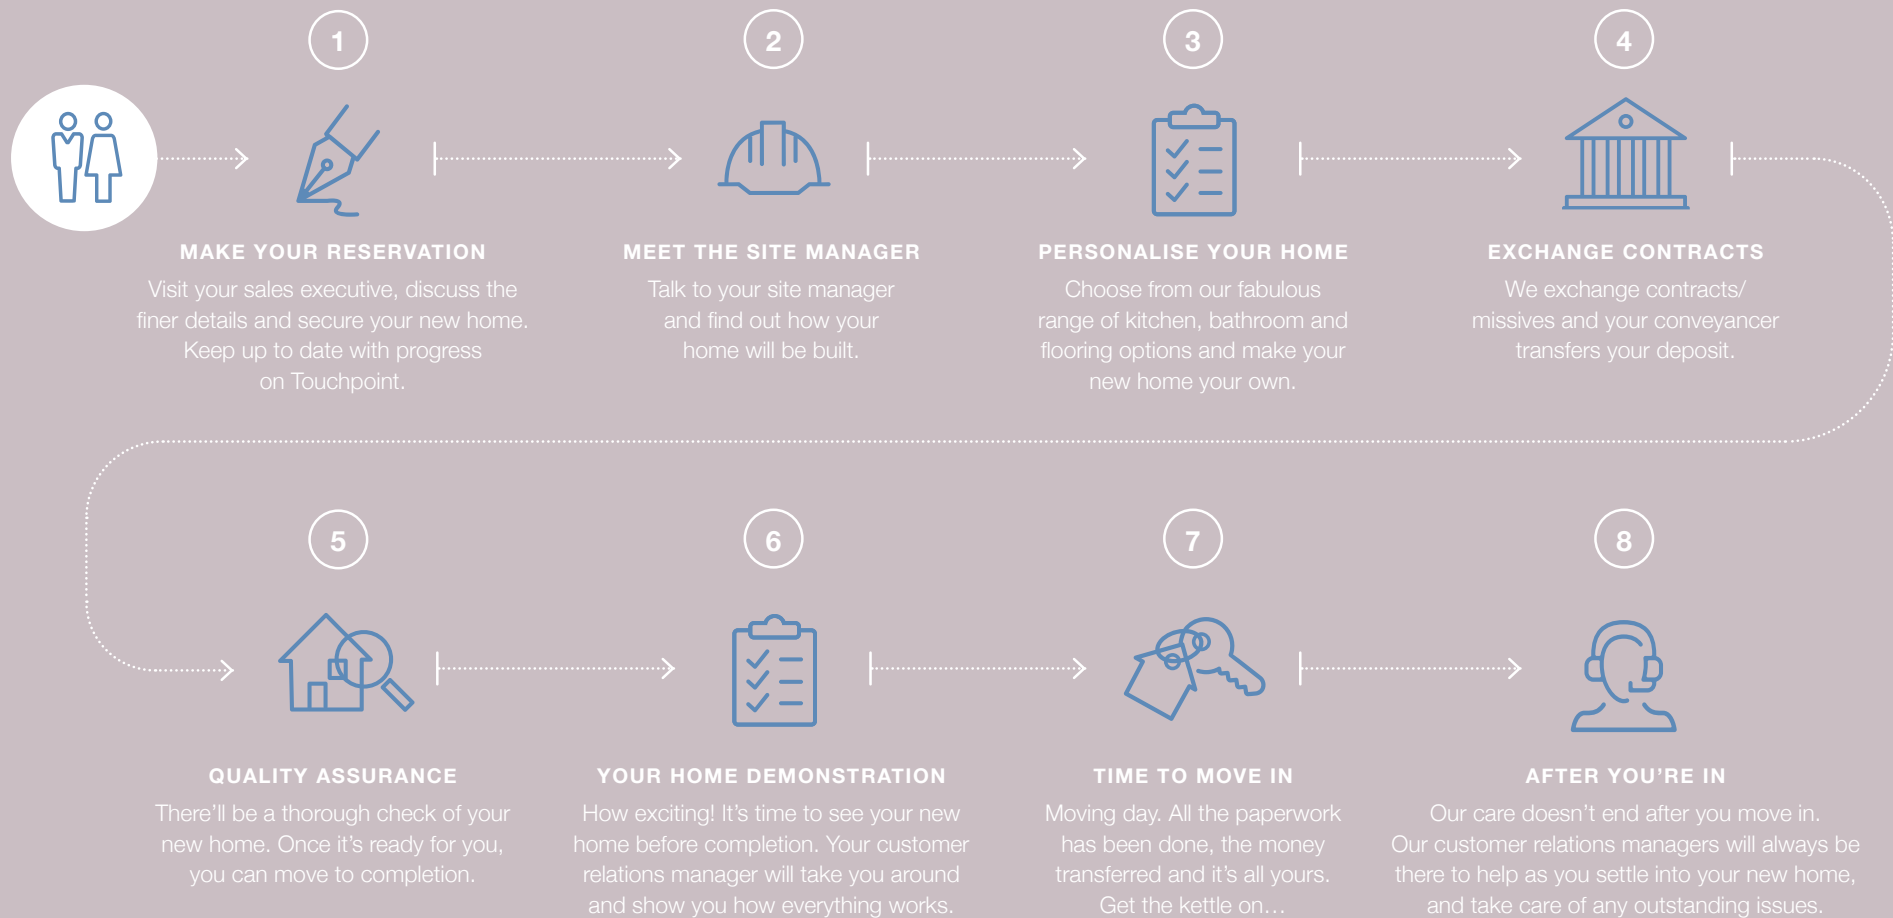 1
MAKE YOUR RESERVATION
Visit your sales executive, discuss the
finer details and secure your new home.
Keep up to date with progress
on Touchpoint.
2
MEET THE SITE MANAGER
Talk to your site manager
and find out how your
home will be built.
3
PERSONALISE YOUR HOME
Choose from our fabulous
range of kitchen, bathroom and
flooring options and make your
new home your own.
4
EXCHANGE CONTRACTS
We exchange contracts/
missives and your conveyancer
transfers your deposit.
5
QUALITY ASSURANCE
There’ll be a thorough check of your
new home. Once it’s ready for you,
you can move to completion.
6
YOUR HOME DEMONSTRATION
How exciting! It’s time to see your new
home before completion. Your customer
relations manager will take you around
and show you how everything works.
7
TIME TO MOVE IN
Moving day. All the paperwork
has been done, the money
transferred and it’s all yours.
Get the kettle on…
8
AFTER YOU’RE IN
Our care doesn’t end after you move in.
Our customer relations managers will always be
there to help as you settle into your new home,
and take care of any outstanding issues.